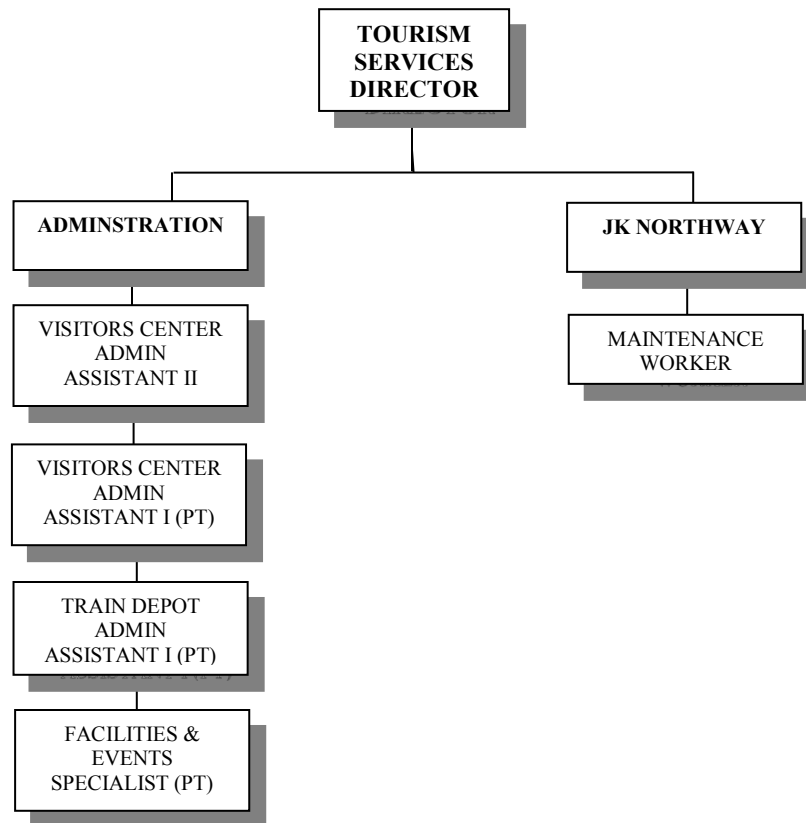 TOURISM
SERVICES
DIRECTOR
ADMINSTRATION
JK NORTHWAY
VISITORS CENTER
ADMIN
ASSISTANT II
MAINTENANCE
WORKER
VISITORS CENTER
ADMIN
ASSISTANT I (PT)
TRAIN DEPOT
ADMIN
ASSISTANT I (PT)
FACILITIES &
EVENTS
SPECIALIST (PT)